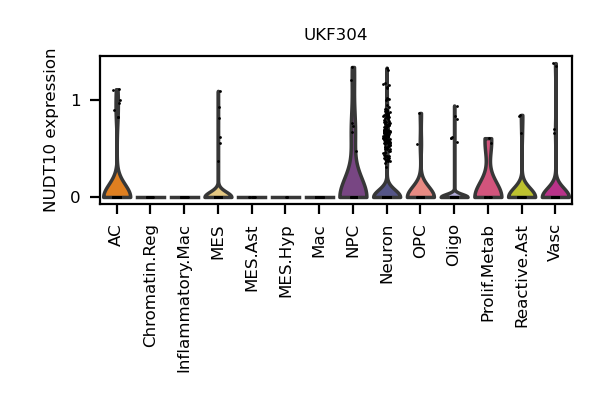 UKF304
NUDT10 expression
1
0
AC
Chromatin.Reg
Inflammatory.Mac
MES
MES.Ast
MES.Hyp
Mac
NPC
Neuron
OPC
Oligo
Prolif.Metab
Reactive.Ast
Vasc